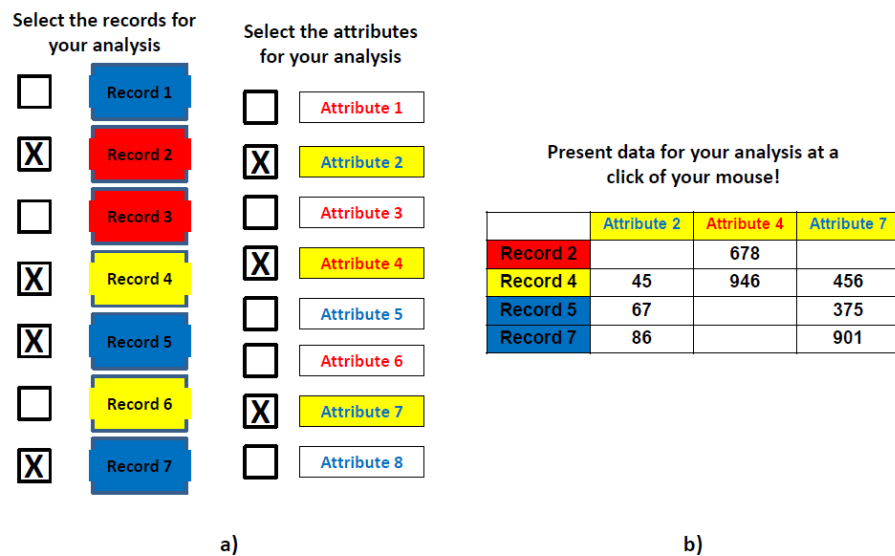 Select the records for
your analysis
Record 1
X Record 2
Record 3
X Record 4
X Record 5
Record 6
X Record 7
Select the attributes
for your analysis
Attribute 1
X Attribute 2
Attribute 3
X Attribute 4
Attribute 5
Attribute 6
X Attribute 7
Attribute 8
a)
Present data for your analysis at a
click of your mouse!
Attribute 2 Attribute 4 Attribute 7
Record 2 678
Record 4 45 946 456
Record 5 67 375
Record 7 86 901
b)